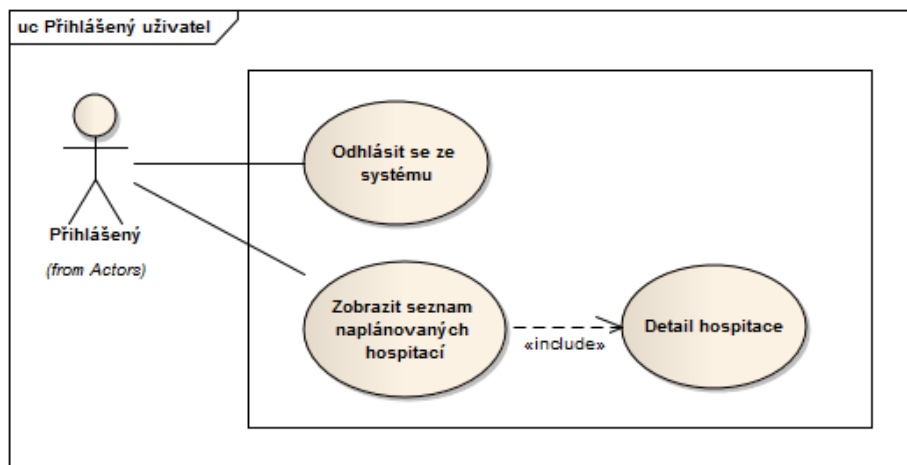 uc Přihlášený uživatel
Odhlásit se ze
systému
Přihlášený
(from Actors)
Zobrazit seznam
naplánovaných
hospitací
«include»
Detail hospitace